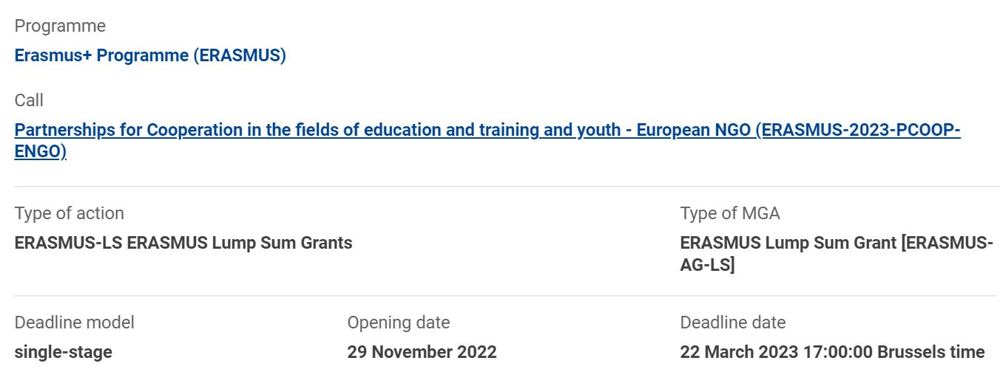 Programme
Erasmus+ Programme (ERASMUS)
Call
Partnerships for Cooperation in the fields of education and training and youth - European NGO (ERASMUS-2023-PCOOP-
ENGO)
Type of action
ERASMUS-LS ERASMUS Lump Sum Grants
Type of MGA
ERASMUS Lump Sum Grant [ERASMUS-
AG-LS]
Deadline model
single-stage
Opening date
29 November 2022
Deadline date
22 March 2023 17:00:00 Brussels time